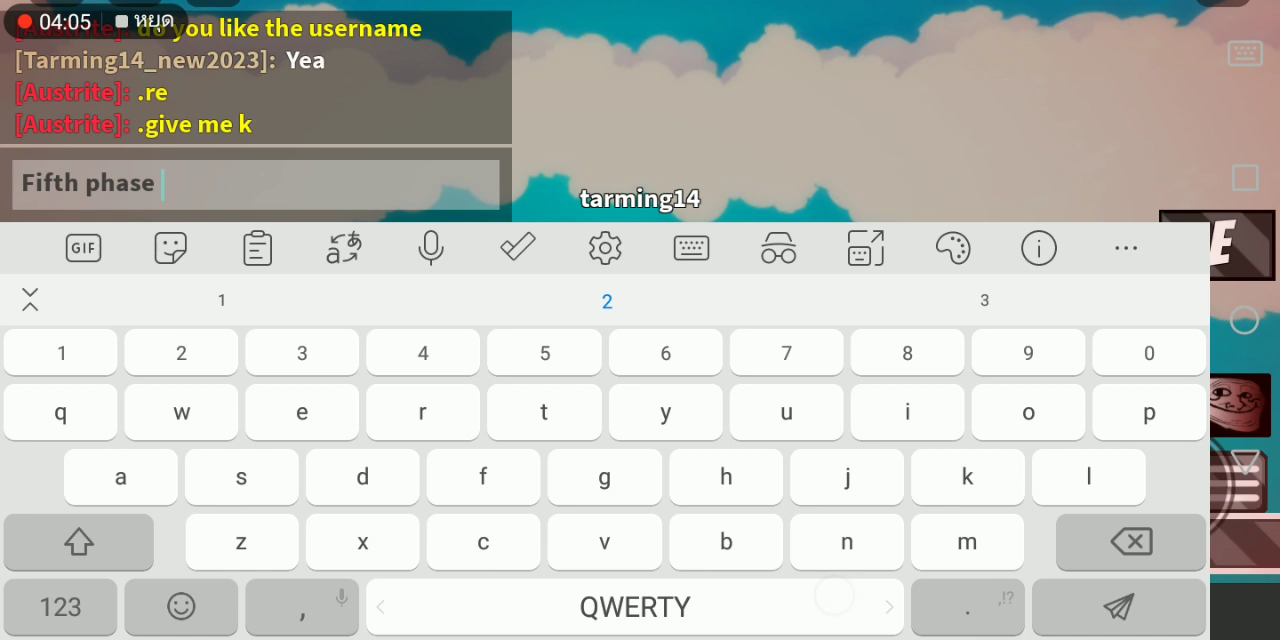 04:05 หยุด
[Austrite]: do you like the username
[Tarming14_new2023]: Yea
[Austrite]: .re
[Austrite]: .give me k
Fifth phase
tarming14
E
GIF
1 2 3
1 2 3 4 5 6 7 8 9 0
q w e r t y u i o p
a s d f g h j k l
z x c v b n m
123 , QWERTY . ,!?